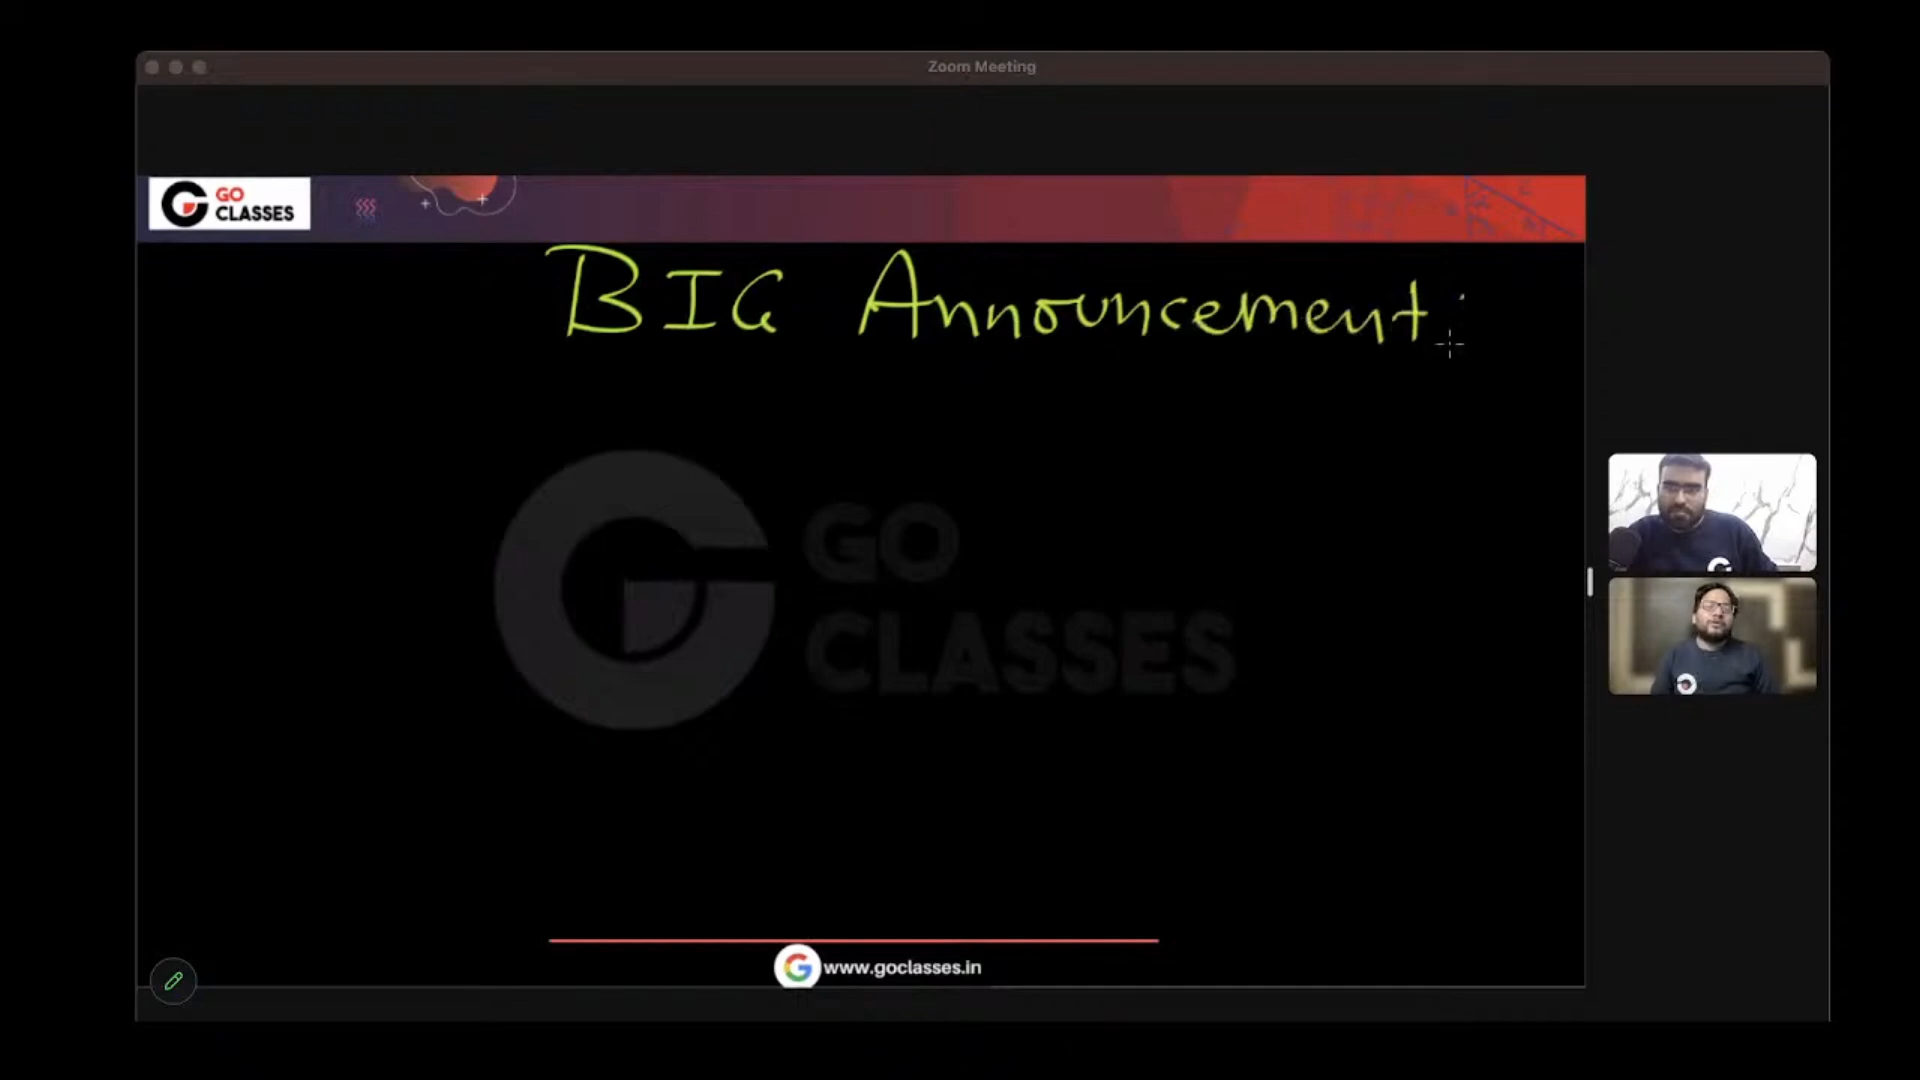 Zoom Meeting
GO
CLASSES
BIG Announcement:
GO
CLASSES
www.goclasses.in